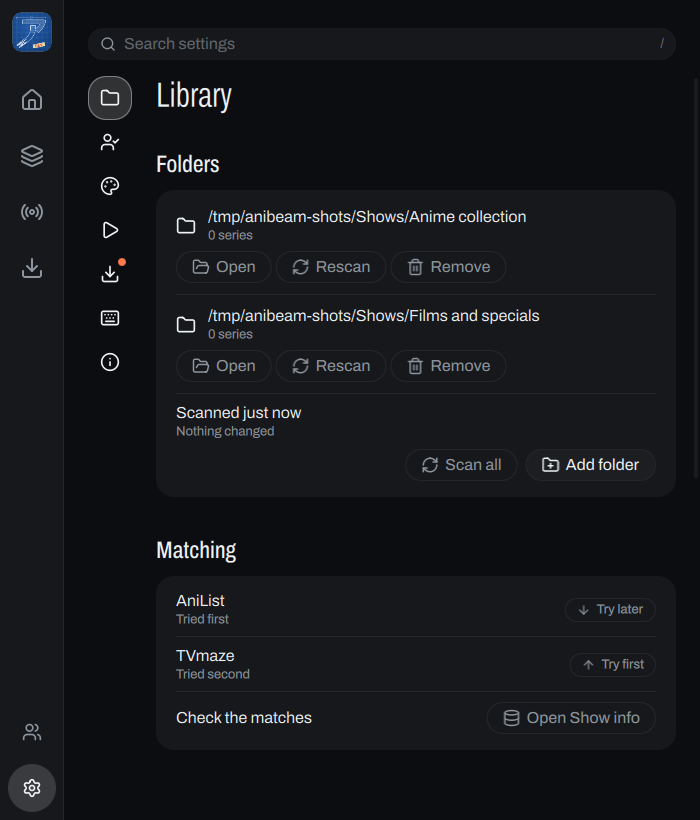 Search settings /
Library
Folders
/tmp/anibeam-shots/Shows/Anime collection
0 series
Open Rescan Remove
/tmp/anibeam-shots/Shows/Films and specials
0 series
Open Rescan Remove
Scanned just now
Nothing changed
Scan all Add folder
Matching
AniList
Tried first
Try later
TVmaze
Tried second
Try first
Check the matches
Open Show info